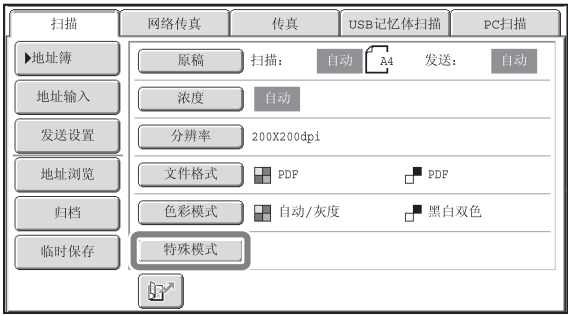 扫描 网络传真 传真 USB记忆体扫描 PC扫描
▶地址簿 原稿 扫描： 自动 A4 发送： 自动
地址输入 浓度 自动
发送设置 分辨率 200X200dpi
地址浏览 文件格式 PDF PDF
归档 色彩模式 自动/灰度 黑白双色
临时保存 特殊模式